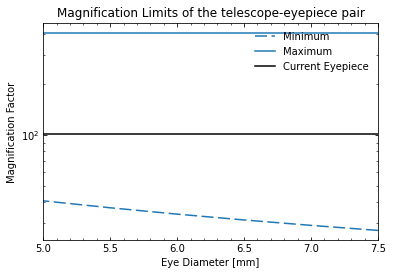 Magnification Limits of the telescope-eyepiece pair
Minimum
Maximum
Current Eyepiece
Magnification Factor
10²
5.0 5.5 6.0 6.5 7.0 7.5
Eye Diameter [mm]